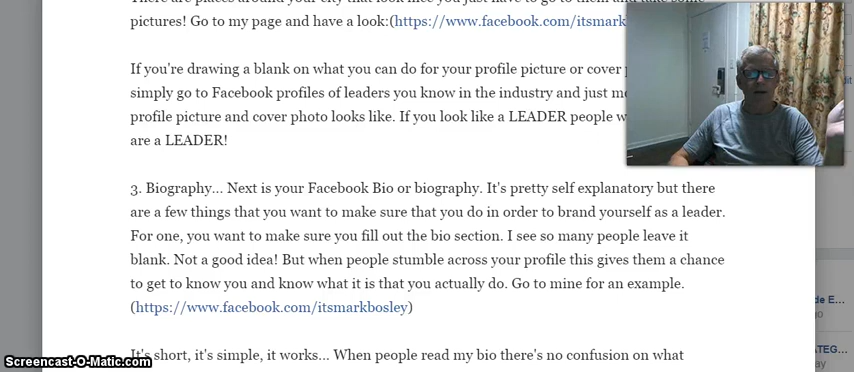 pictures! Go to my page and have a look:(https://www.facebook.com/itsmark
If you're drawing a blank on what you can do for your profile picture or cover
simply go to Facebook profiles of leaders you know in the industry and just
profile picture and cover photo looks like. If you look like a LEADER people
are a LEADER!
3. Biography... Next is your Facebook Bio or biography. It's pretty self explanatory but there
are a few things that you want to make sure that you do in order to brand yourself as a leader.
For one, you want to make sure you fill out the bio section. I see so many people leave it
blank. Not a good idea! But when people stumble across your profile this gives them a chance
to get to know you and know what it is that you actually do. Go to mine for an example.
(https://www.facebook.com/itsmarkbosley)
It's short, it's simple, it works... When people read my bio there's no confusion on what
Screencast-O-Matic.com